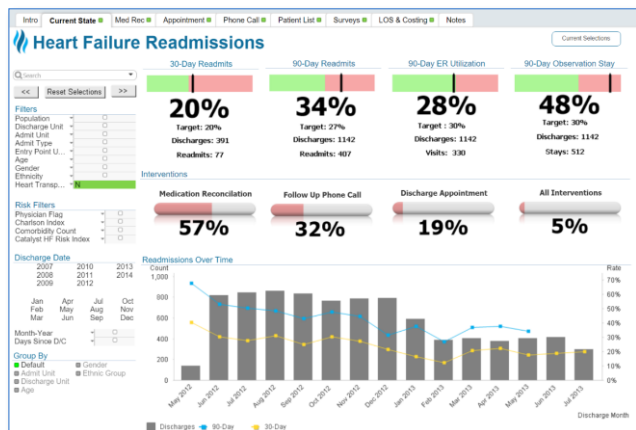 Intro Current State Med Rec Appointment Phone Call Patient List Surveys LOS & Costing Notes
Heart Failure Readmissions
Current Selections
Search
<< Reset Selections >>
Filters
Population
Discharge Unit
Admit Unit
Admit Type
Entry Point U...
Age
Gender
Ethnicity
Heart Transp... N
Risk Filters
Physician Flag
Charlson Index
Comorbidity Count
Catalyst HF Risk Index
Discharge Date
2007 2010 2013
2008 2011 2014
2009 2012
Jan Apr Jul Oct
Feb May Aug Nov
Mar Jun Sep Dec
Month-Year
Days Since D/C
Group By
Default Gender
Admit Unit Ethnic Group
Discharge Unit
Age
30-Day Readmits
20%
Target: 20%
Discharges: 391
Readmits: 77
90-Day Readmits
34%
Target: 27%
Discharges: 1142
Readmits: 407
90-Day ER Utilization
28%
Target : 30%
Discharges: 1142
Visits: 330
90-Day Observation Stay
48%
Target: 30%
Discharges: 1142
Stays: 512
Interventions
Medication Reconcilation
57%
Follow Up Phone Call
32%
Discharge Appointment
19%
All Interventions
5%
Readmissions Over Time
Count
1,000
800
600
400
200
0
Rate
70%
60%
50%
40%
30%
20%
10%
0%
May 2012 Jun 2012 Jul 2012 Aug 2012 Sep 2012 Oct 2012 Nov 2012 Dec 2012 Jan 2013 Feb 2013 Mar 2013 Apr 2013 May 2013 Jun 2013 Jul 2013
Discharge Month
Discharges 90-Day 30-Day